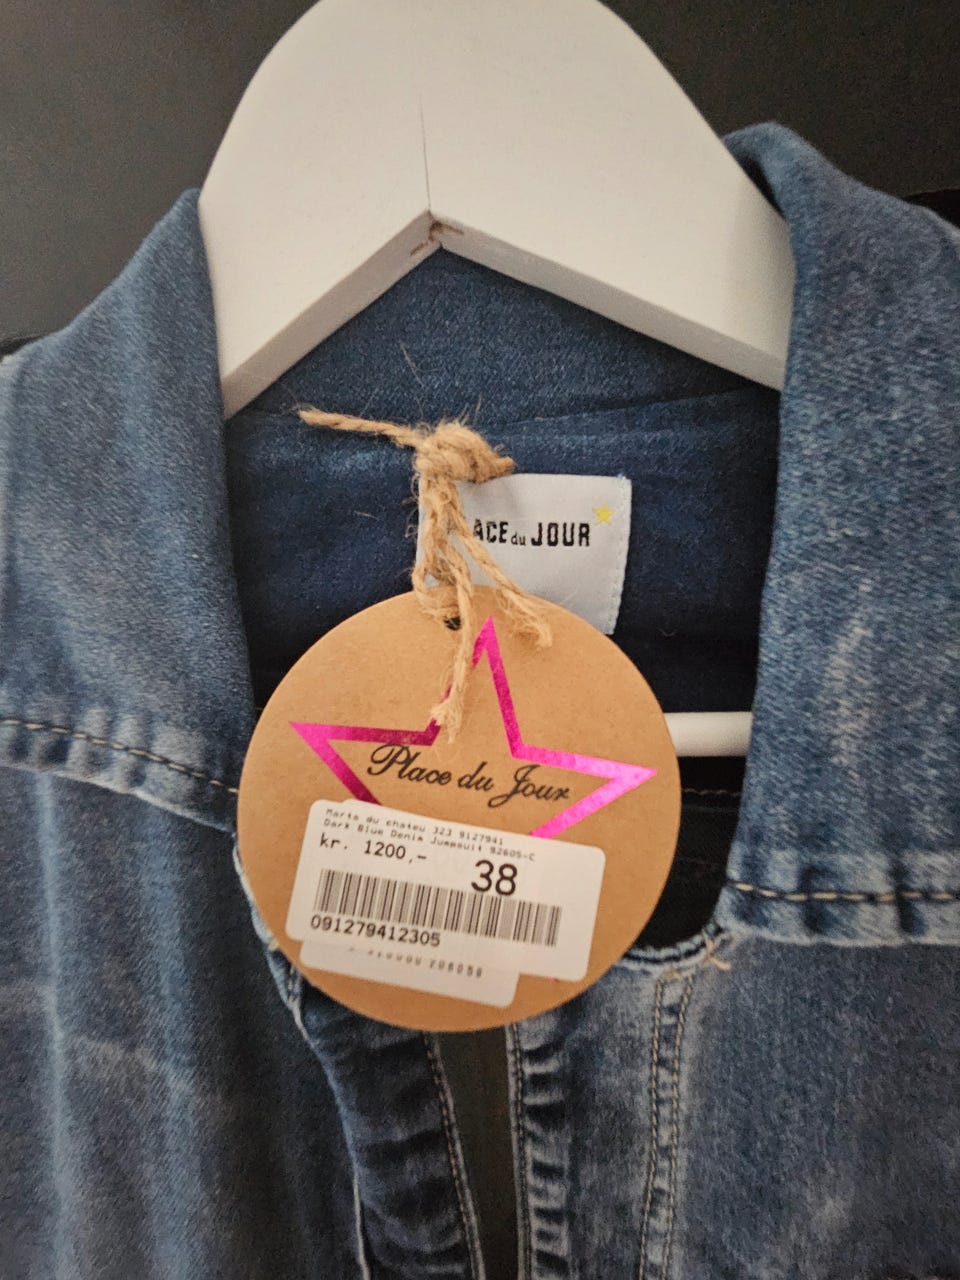 ACE du JOUR
Place du Jour
Marta du chateu 323 9127941
Dark Blue Denim Jumpsuit 92605-C
kr. 1200,-
38
091279412305
206059